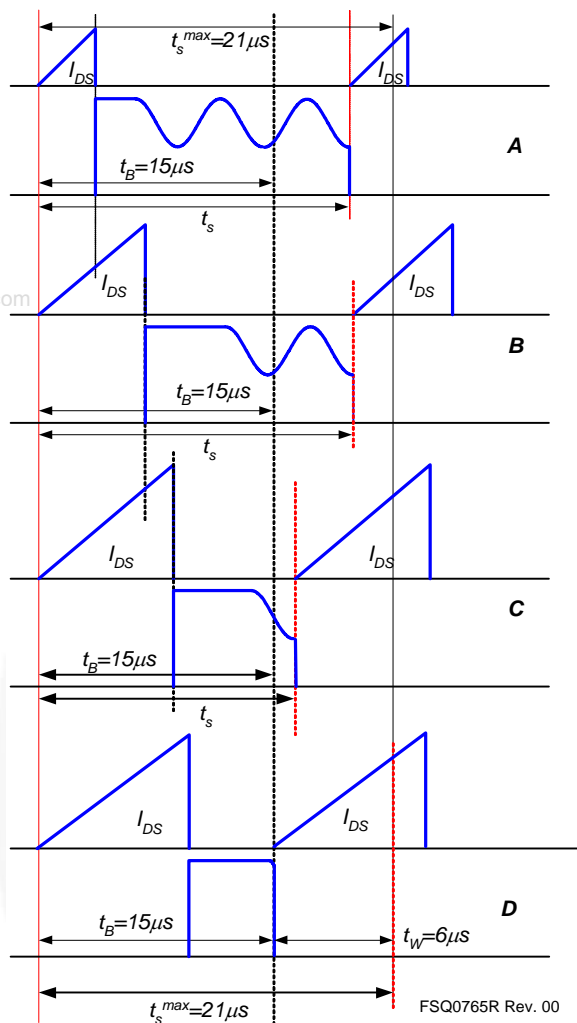 t_s^max=21μs
I_DS
I_DS
A
t_B=15μs
t_s
om
I_DS
I_DS
B
t_B=15μs
t_s
I_DS
I_DS
C
t_B=15μs
t_s
I_DS
I_DS
D
t_B=15μs
t_W=6μs
t_s^max=21μs
FSQ0765R Rev. 00